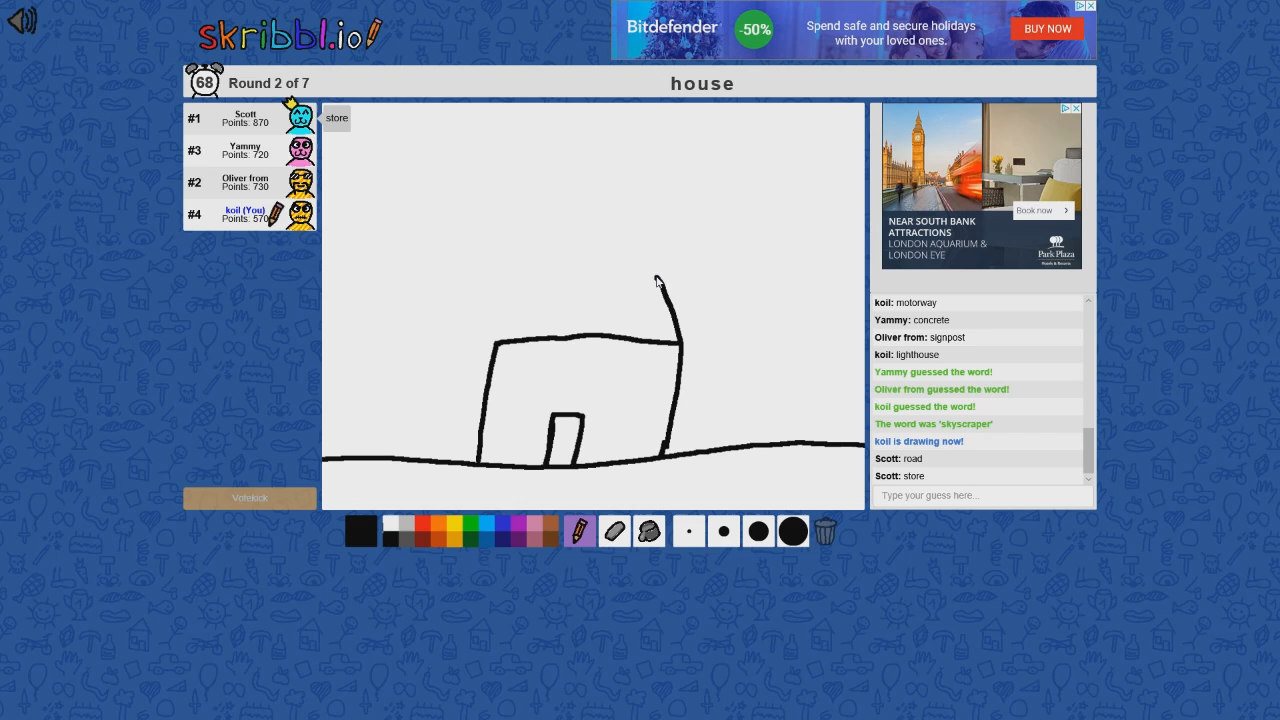 skribbl.io
Bitdefender
-50%
Spend safe and secure holidays
with your loved ones.
BUY NOW
68
Round 2 of 7
house
#1
Scott
Points: 870
store
#3
Yammy
Points: 720
#2
Oliver from
Points: 730
#4
koil (You)
Points: 570
Book now
NEAR SOUTH BANK
ATTRACTIONS
LONDON AQUARIUM &
LONDON EYE
Park Plaza
Hotels & Resorts
koil: motorway
Yammy: concrete
Oliver from: signpost
koil: lighthouse
Yammy guessed the word!
Oliver from guessed the word!
koil guessed the word!
The word was 'skyscraper'
koil is drawing now!
Scott: road
Scott: store
Votekick
Type your guess here...